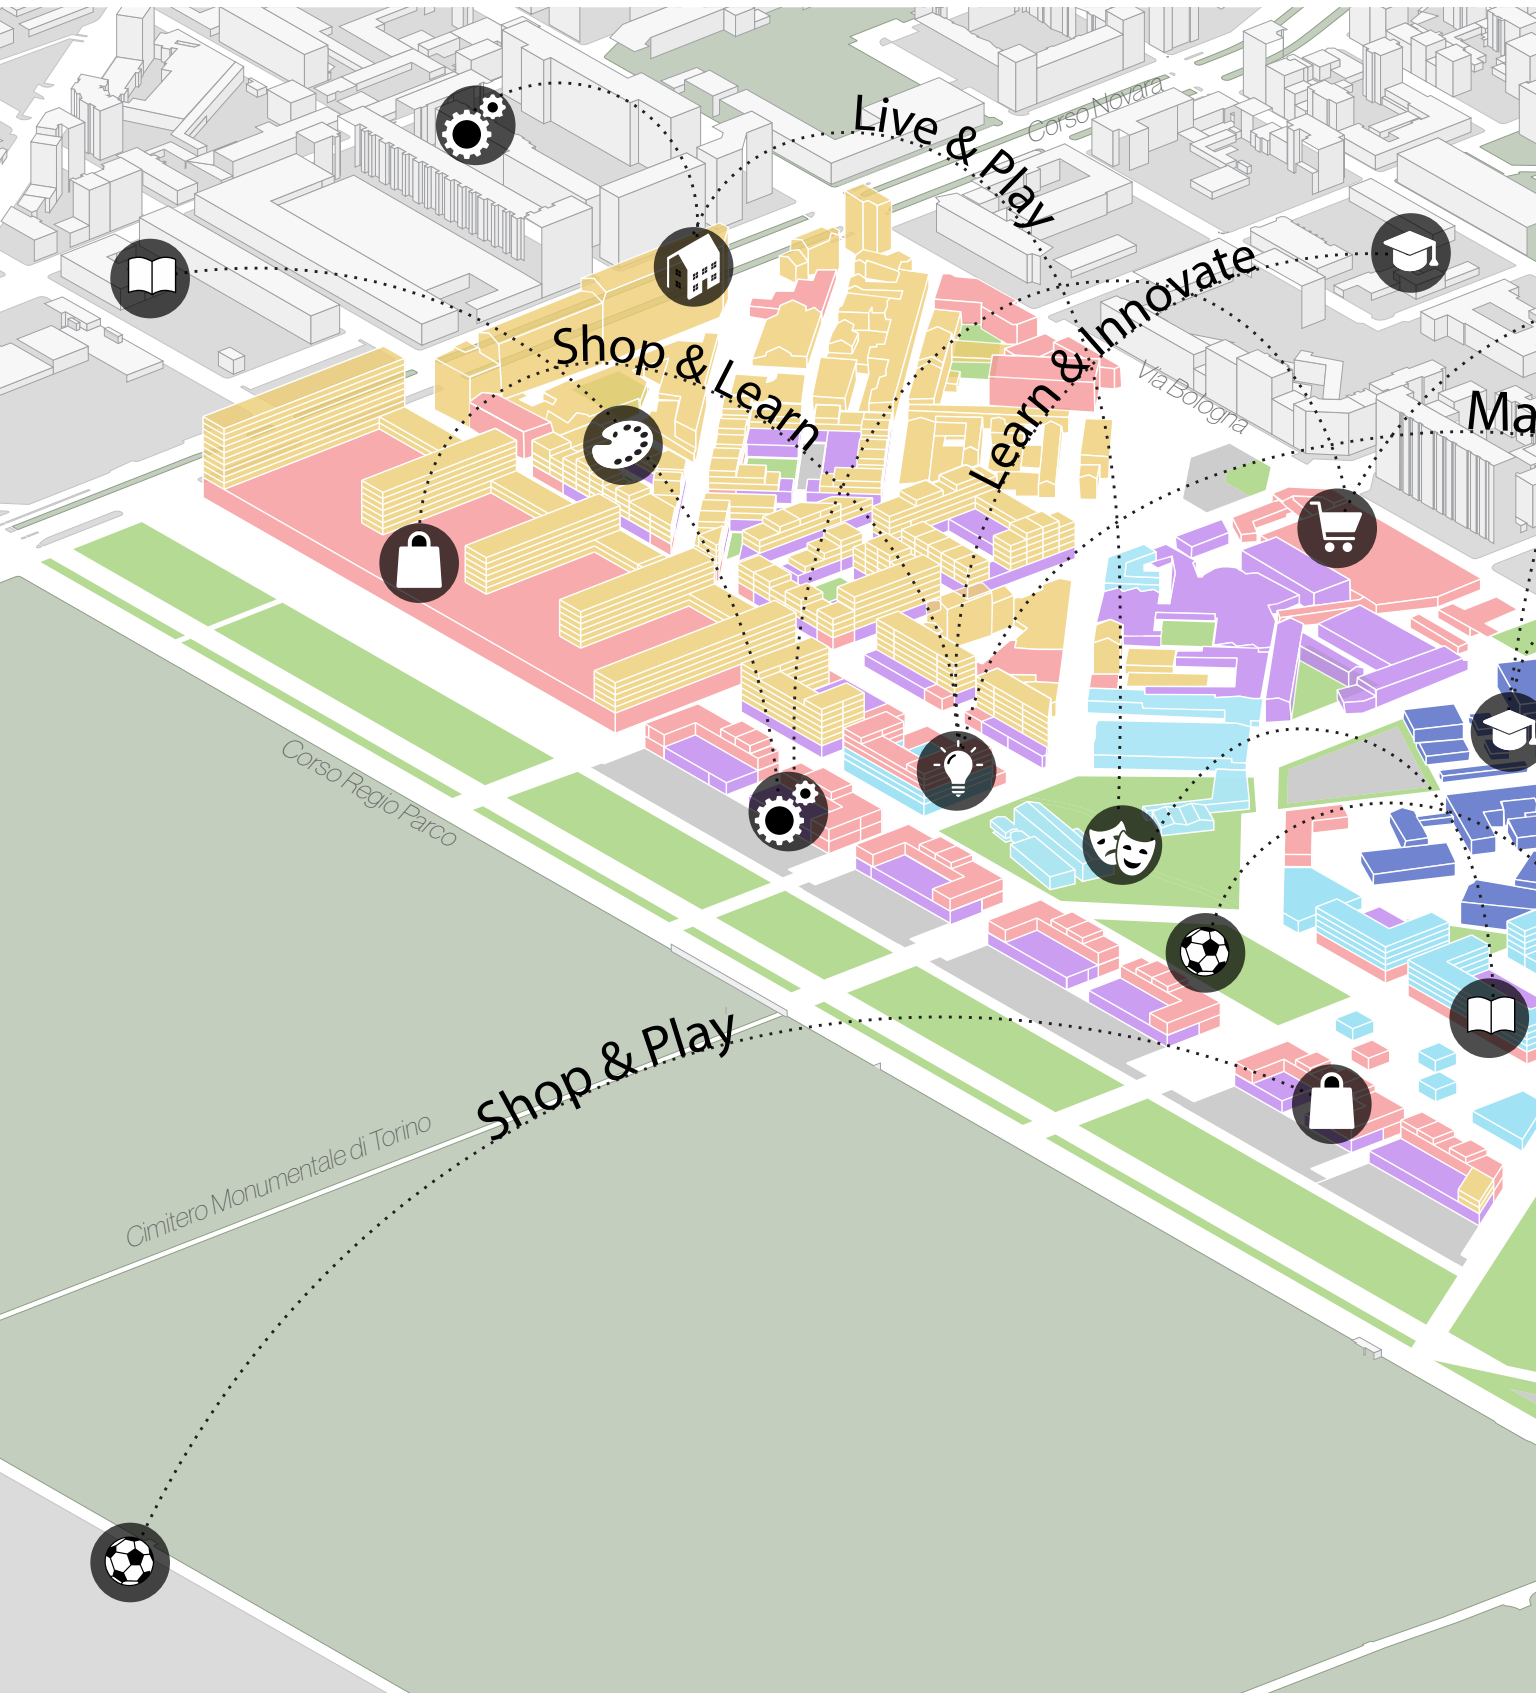 Corso Novara
Live & Play
Learn & Innovate
Shop & Learn
Via Bologna
Ma
Corso Regio Parco
Shop & Play
Cimitero Monumentale di Torino